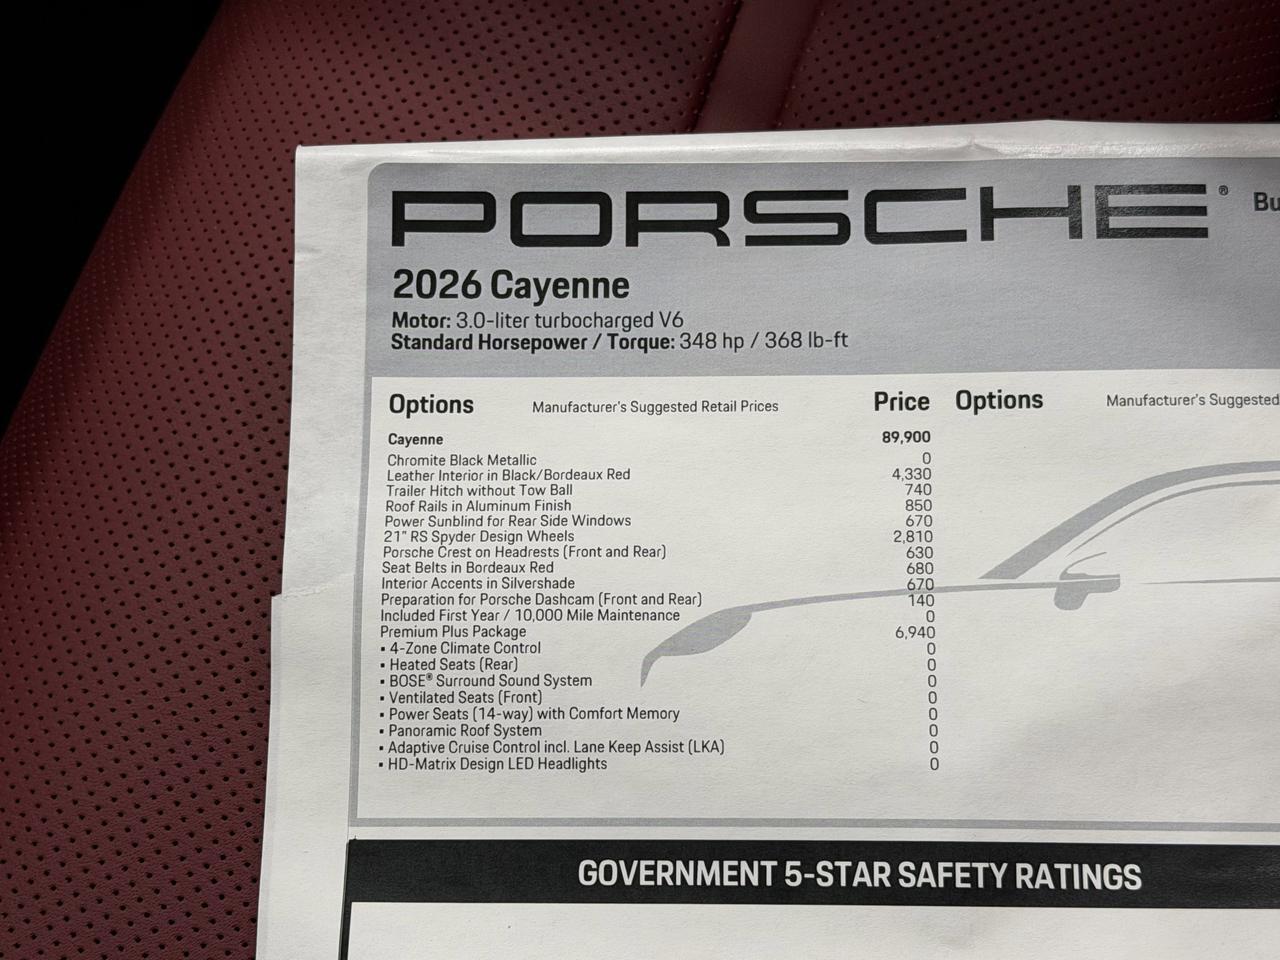 PORSCHE® Bu
2026 Cayenne
Motor: 3.0-liter turbocharged V6
Standard Horsepower / Torque: 348 hp / 368 lb-ft
Options Manufacturer's Suggested Retail Prices Price Options Manufacturer's Suggested
Cayenne 89,900
Chromite Black Metallic 0
Leather Interior in Black/Bordeaux Red 4,330
Trailer Hitch without Tow Ball 740
Roof Rails in Aluminum Finish 850
Power Sunblind for Rear Side Windows 670
21" RS Spyder Design Wheels 2,810
Porsche Crest on Headrests (Front and Rear) 630
Seat Belts in Bordeaux Red 680
Interior Accents in Silvershade 670
Preparation for Porsche Dashcam (Front and Rear) 140
Included First Year / 10,000 Mile Maintenance 0
Premium Plus Package 6,940
▪ 4-Zone Climate Control 0
▪ Heated Seats (Rear) 0
▪ BOSE® Surround Sound System 0
▪ Ventilated Seats (Front) 0
▪ Power Seats (14-way) with Comfort Memory 0
▪ Panoramic Roof System 0
▪ Adaptive Cruise Control incl. Lane Keep Assist (LKA) 0
▪ HD-Matrix Design LED Headlights 0
GOVERNMENT 5-STAR SAFETY RATINGS